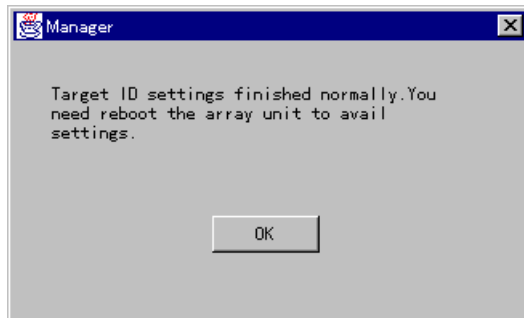 Manager
Target ID settings finished normally.You
need reboot the array unit to avail
settings.
OK